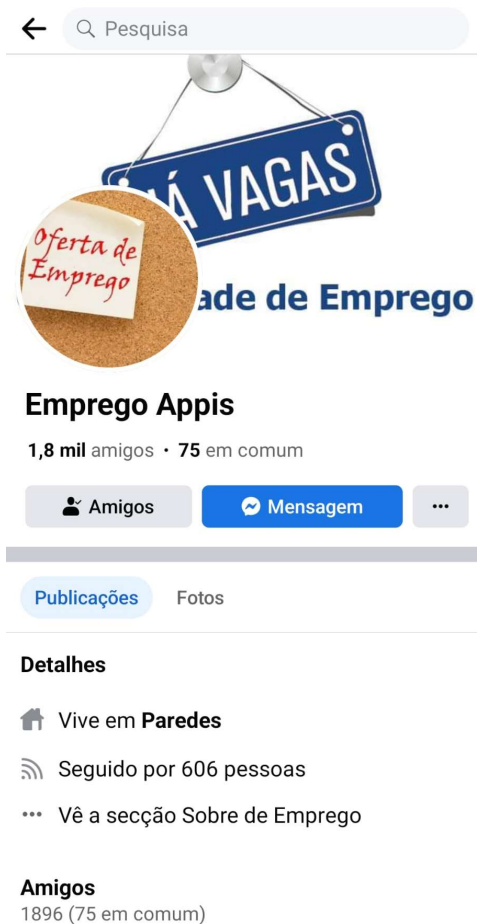 Pesquisa
Á VAGAS
Oferta de
Emprego
ade de Emprego
Emprego Appis
1,8 mil amigos • 75 em comum
Amigos
Mensagem
Publicações
Fotos
Detalhes
Vive em Paredes
Seguido por 606 pessoas
Vê a secção Sobre de Emprego
Amigos
1896 (75 em comum)